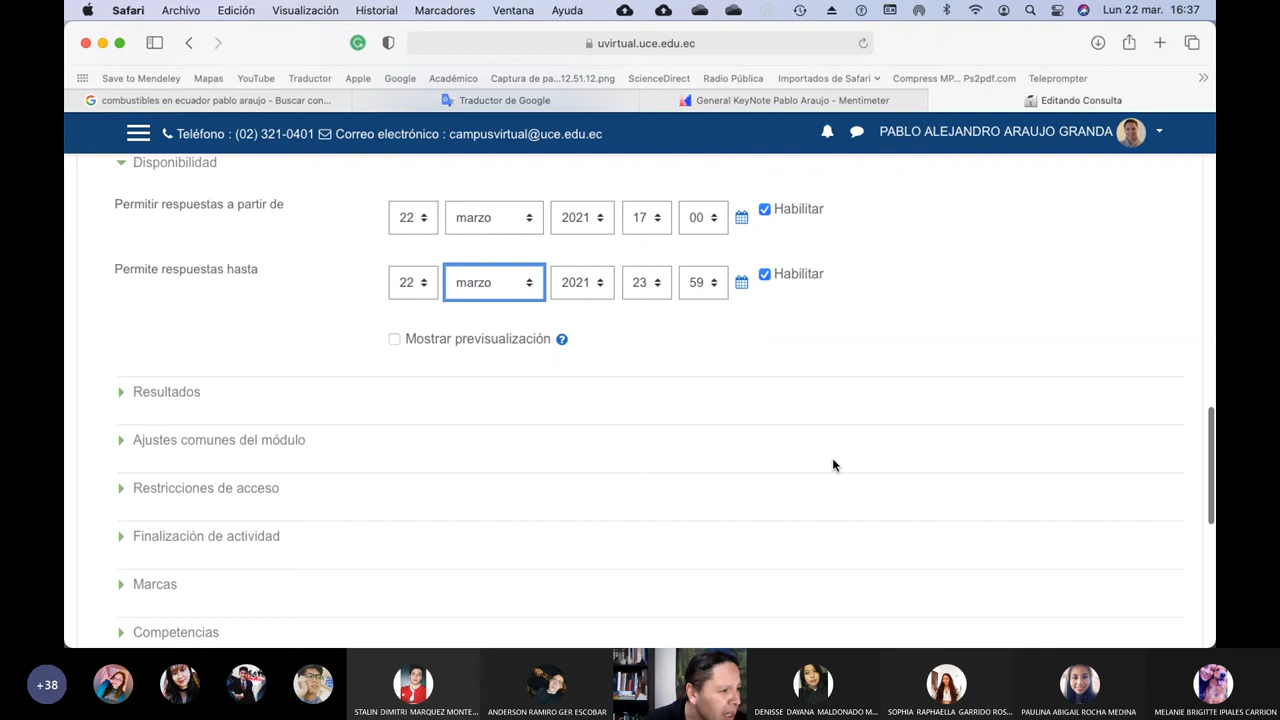 Safari Archivo Edición Visualización Historial Marcadores Ventana Ayuda Lun 22 mar. 16:37
uvirtual.uce.edu.ec
Save to Mendeley Mapas YouTube Traductor Apple Google Académico Captura de pa...12.51.12.png ScienceDirect Radio Pública Importados de Safari Compress MP... Ps2pdf.com Teleprompter
combustibles en ecuador pablo araujo - Buscar con... Traductor de Google General KeyNote Pablo Araujo - Mentimeter Editando Consulta
Teléfono : (02) 321-0401 Correo electrónico : campusvirtual@uce.edu.ec PABLO ALEJANDRO ARAUJO GRANDA
Disponibilidad
Permitir respuestas a partir de 22 marzo 2021 17 00 Habilitar
Permite respuestas hasta 22 marzo 2021 23 59 Habilitar
Mostrar previsualización ?
Resultados
Ajustes comunes del módulo
Restricciones de acceso
Finalización de actividad
Marcas
Competencias
+38
STALIN DIMITRI MARQUEZ MONTE... ANDERSON RAMIRO GER ESCOBAR DENISSE DAYANA MALDONADO M... SOPHIA RAPHAELLA GARRIDO ROS... PAULINA ABIGAIL ROCHA MEDINA MELANIE BRIGITTE IPIALES CARRION